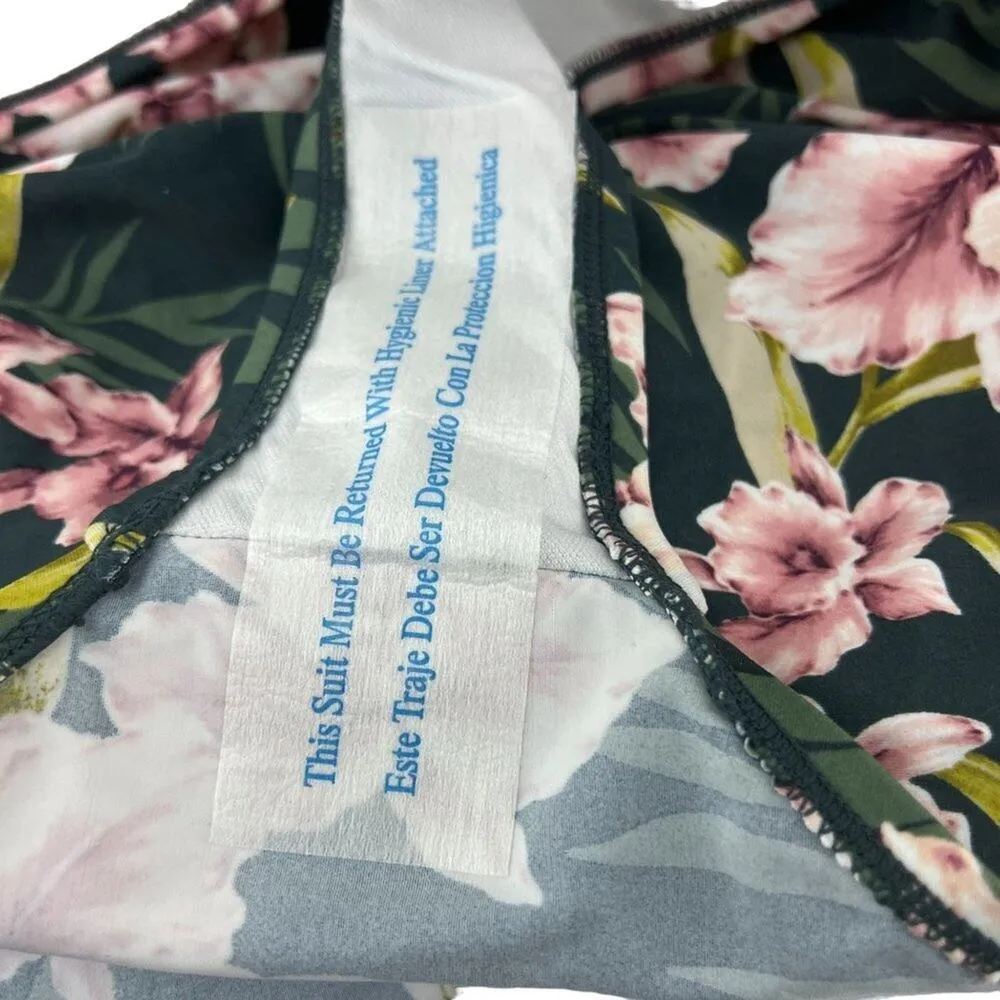 This Suit Must Be Returned With Hygienic Liner Attached
Este Traje Debe Ser Devuelto Con La Proteccion Higienica